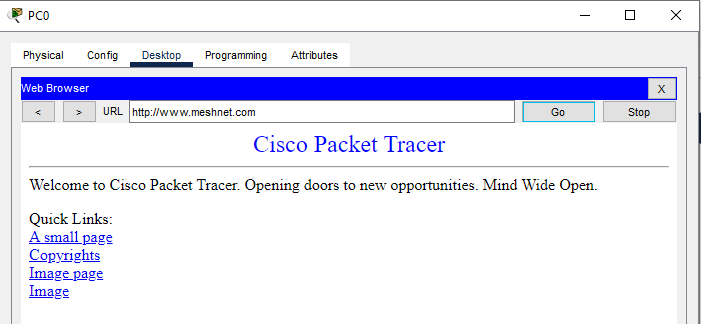 PC0
Physical Config Desktop Programming Attributes
Web Browser X
< > URL http://www.meshnet.com Go Stop
Cisco Packet Tracer
Welcome to Cisco Packet Tracer. Opening doors to new opportunities. Mind Wide Open.
Quick Links:
A small page
Copyrights
Image page
Image